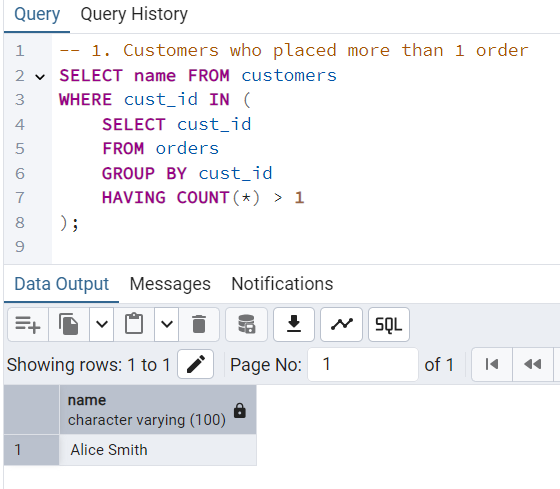 Query Query History
1 -- 1. Customers who placed more than 1 order
2 SELECT name FROM customers
3 WHERE cust_id IN (
4 SELECT cust_id
5 FROM orders
6 GROUP BY cust_id
7 HAVING COUNT(*) > 1
8 );
9
Data Output Messages Notifications
SQL
Showing rows: 1 to 1 Page No: 1 of 1
name
character varying (100)
1 Alice Smith